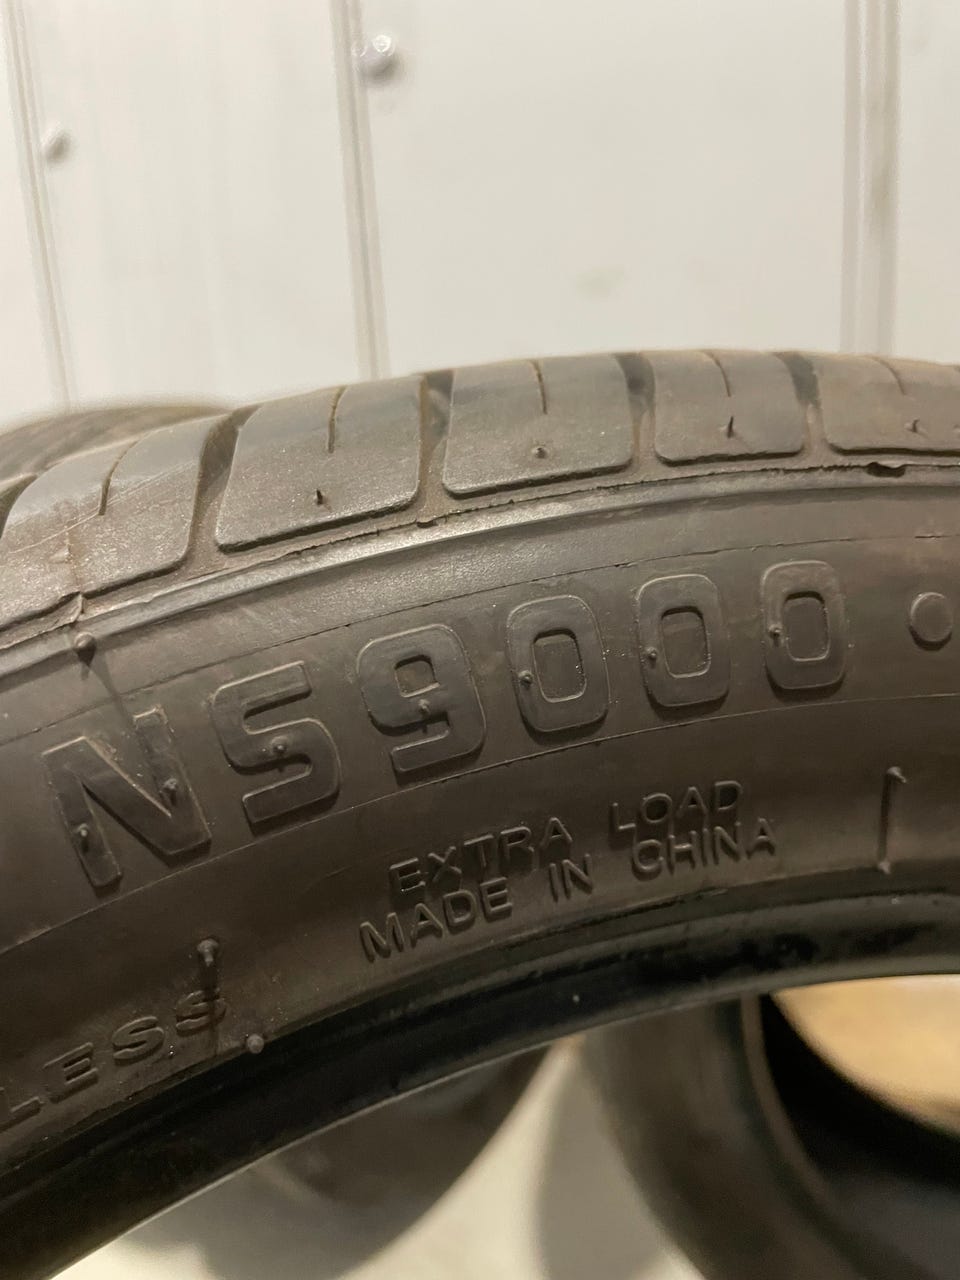 NS9000
EXTRA LOAD
MADE IN CHINA
LESS